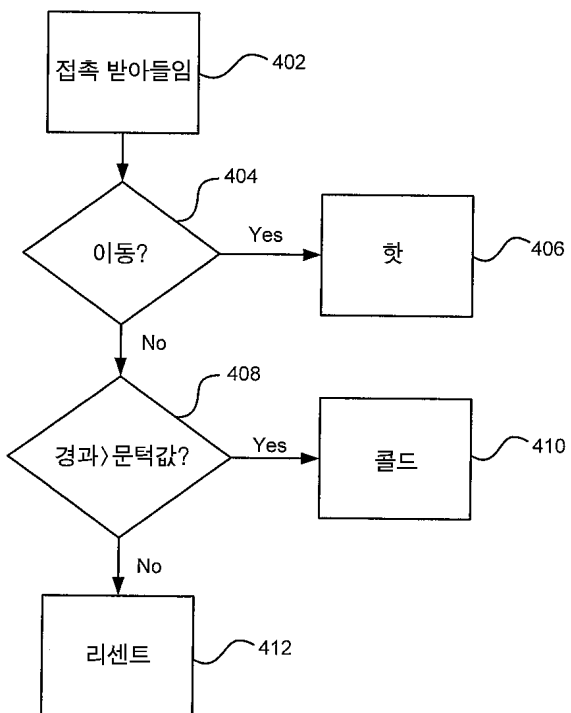 접촉 받아들임
402
404
이동?
Yes
핫
406
No
408
경과>문턱값?
Yes
콜드
410
No
리센트
412